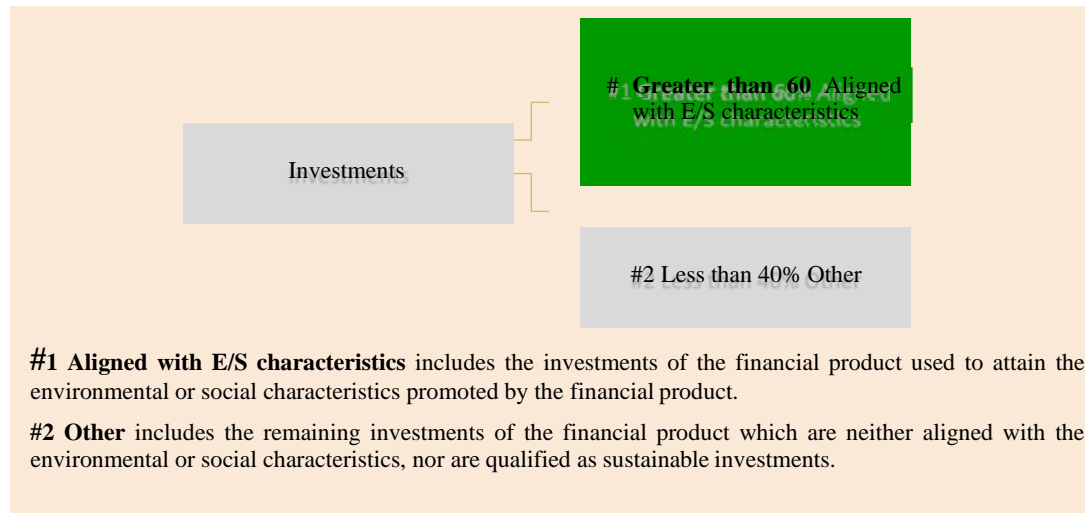 # Greater than 60 Aligned
with E/S characteristics
Investments
#2 Less than 40% Other
#1 Aligned with E/S characteristics includes the investments of the financial product used to attain the
environmental or social characteristics promoted by the financial product.
#2 Other includes the remaining investments of the financial product which are neither aligned with the
environmental or social characteristics, nor are qualified as sustainable investments.